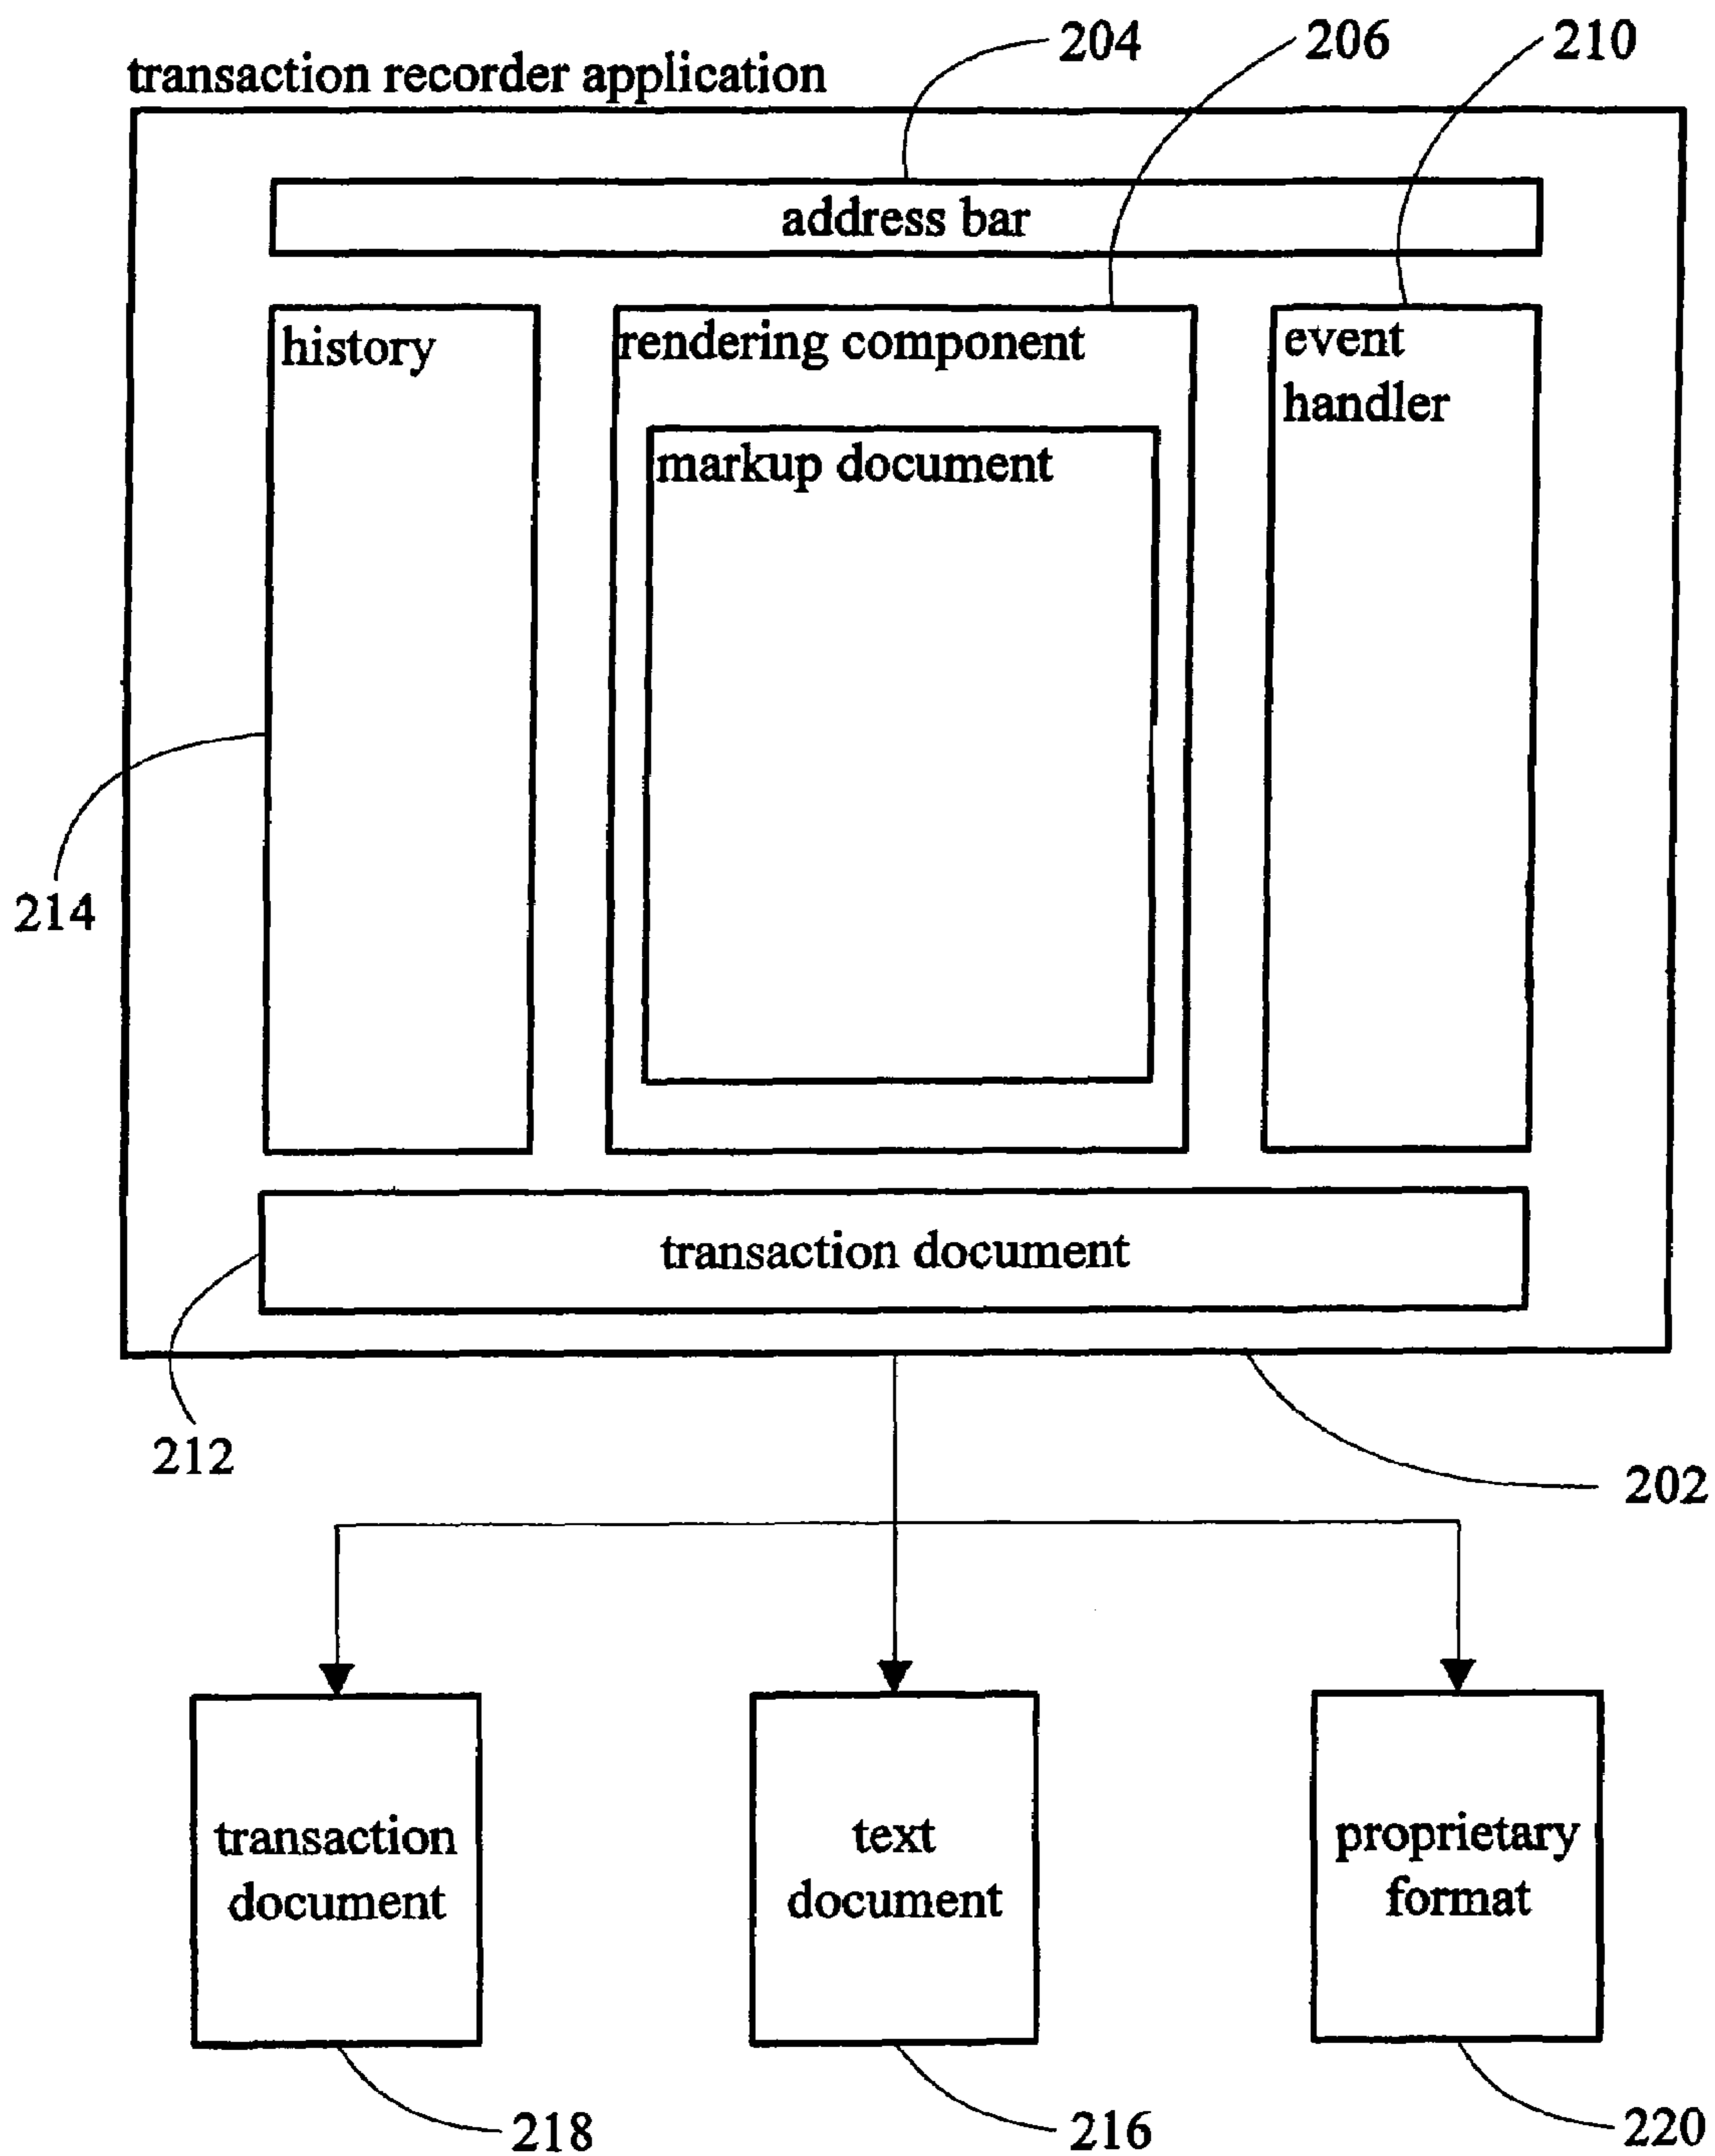 204
206
210
transaction recorder application
address bar
history
rendering component
event
handler
markup document
214
transaction document
212
202
transaction
document
text
document
proprietary
format
218
216
220